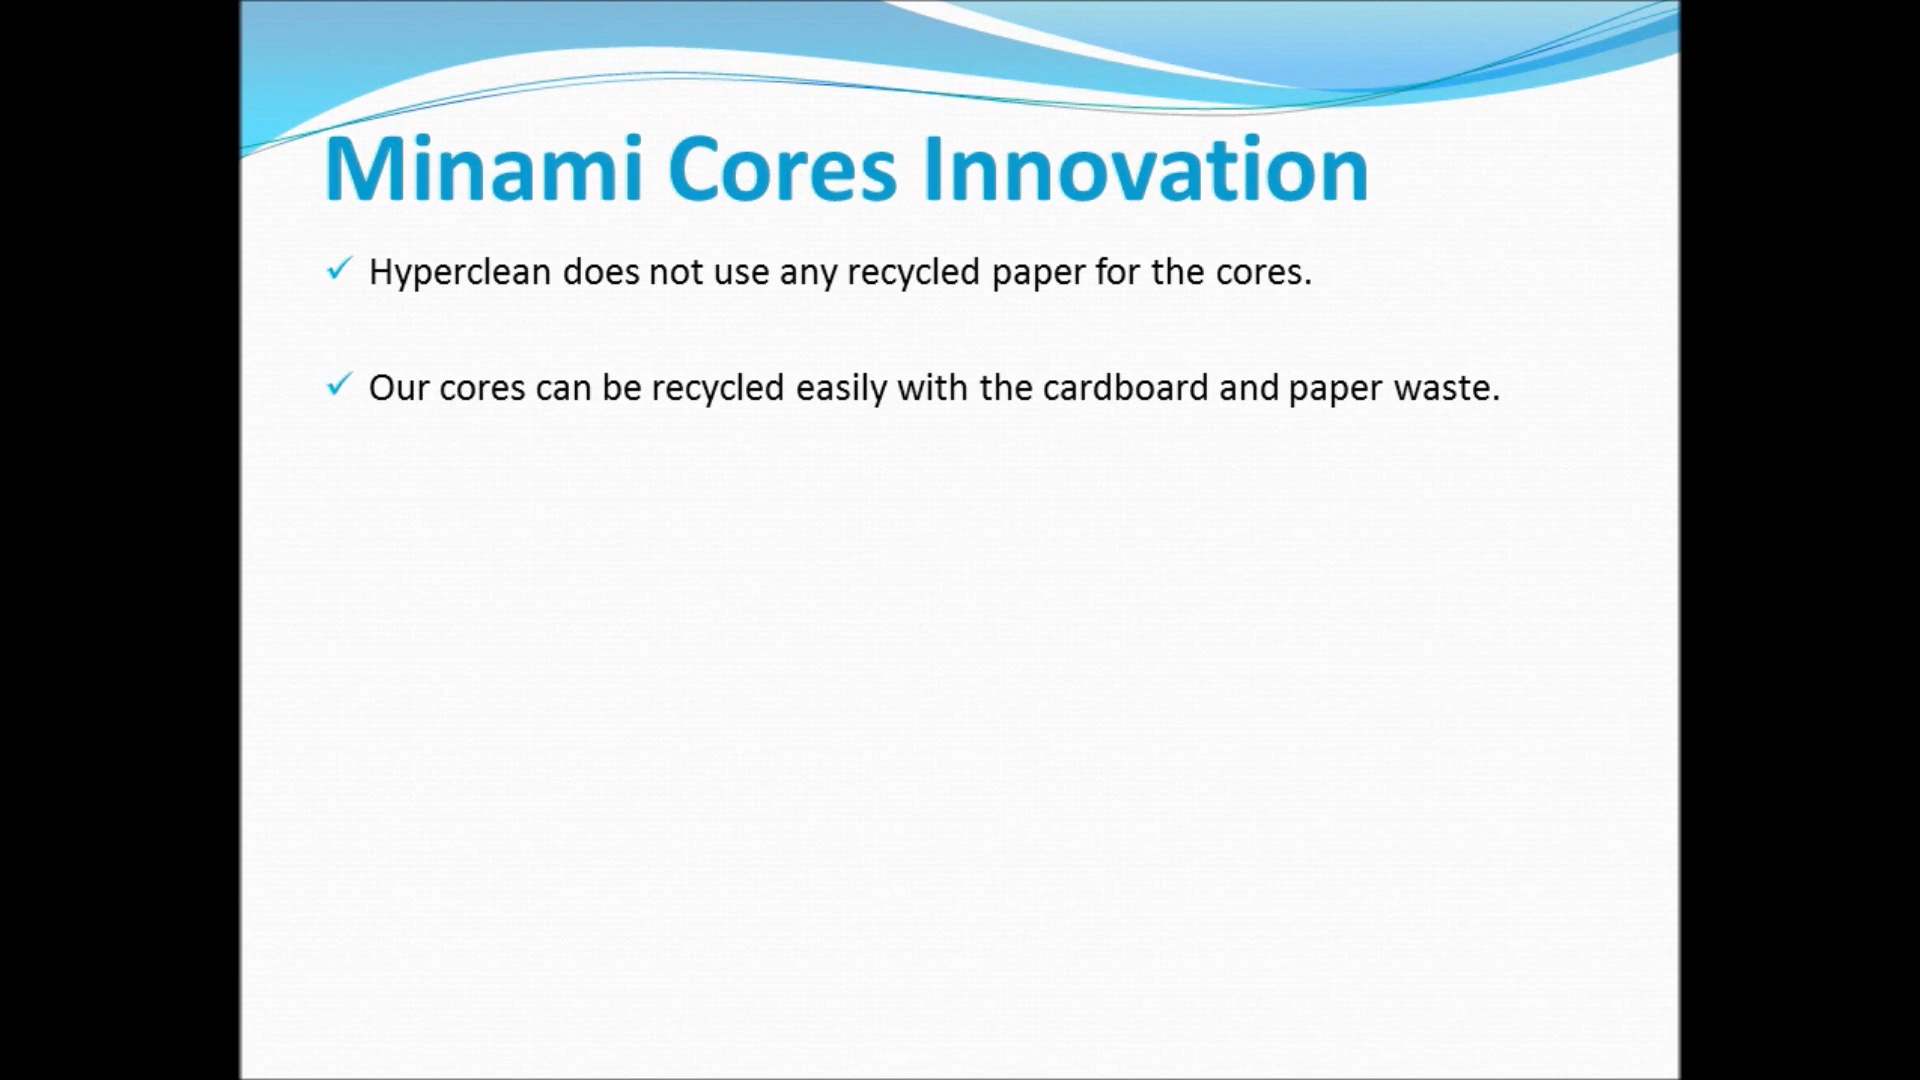 Minami Cores Innovation
Hyperclean does not use any recycled paper for the cores.
Our cores can be recycled easily with the cardboard and paper waste.